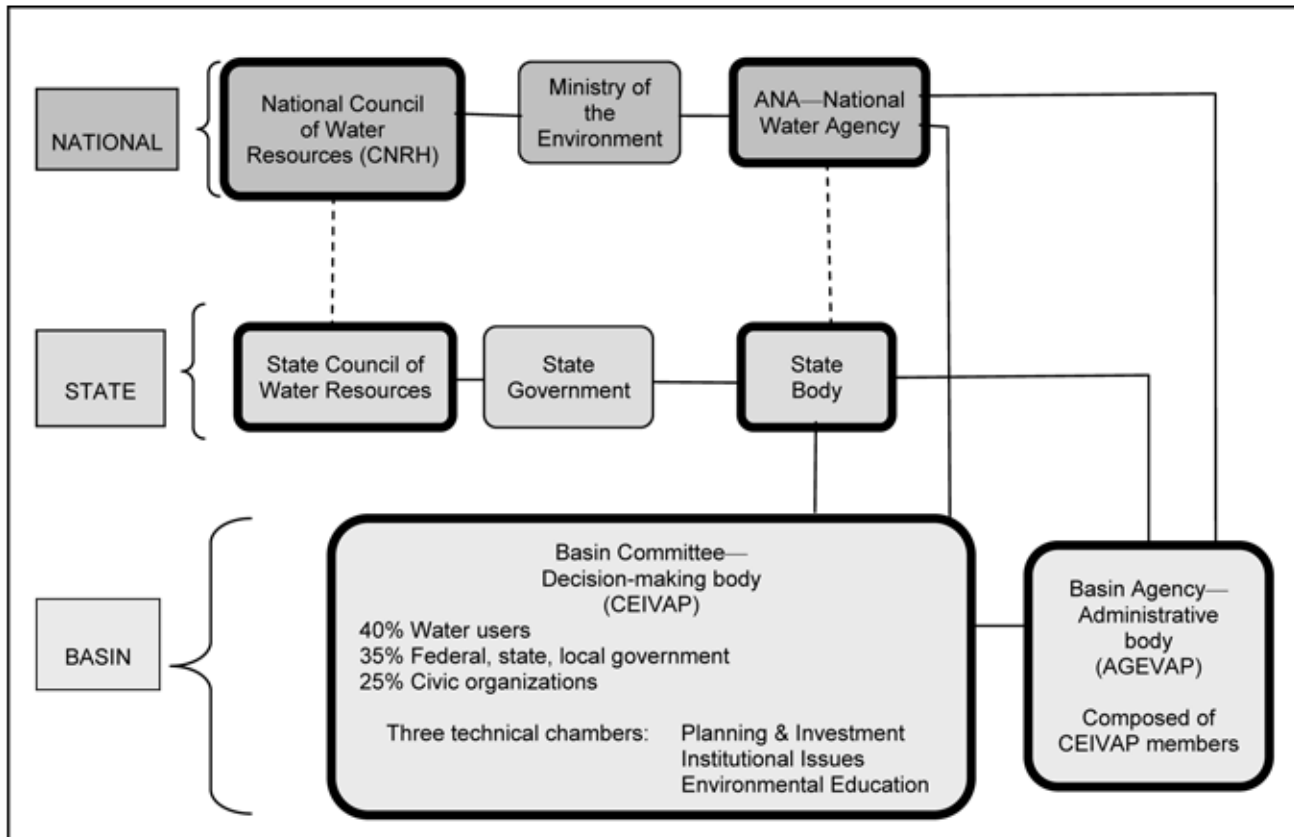 NATIONAL
National Council
of Water
Resources (CNRH)
Ministry of
the
Environment
ANA—National
Water Agency
STATE
State Council of
Water Resources
State
Government
State
Body
BASIN
Basin Committee—
Decision-making body
(CEIVAP)
40% Water users
35% Federal, state, local government
25% Civic organizations
Three technical chambers: Planning & Investment
Institutional Issues
Environmental Education
Basin Agency—
Administrative
body
(AGEVAP)
Composed of
CEIVAP members